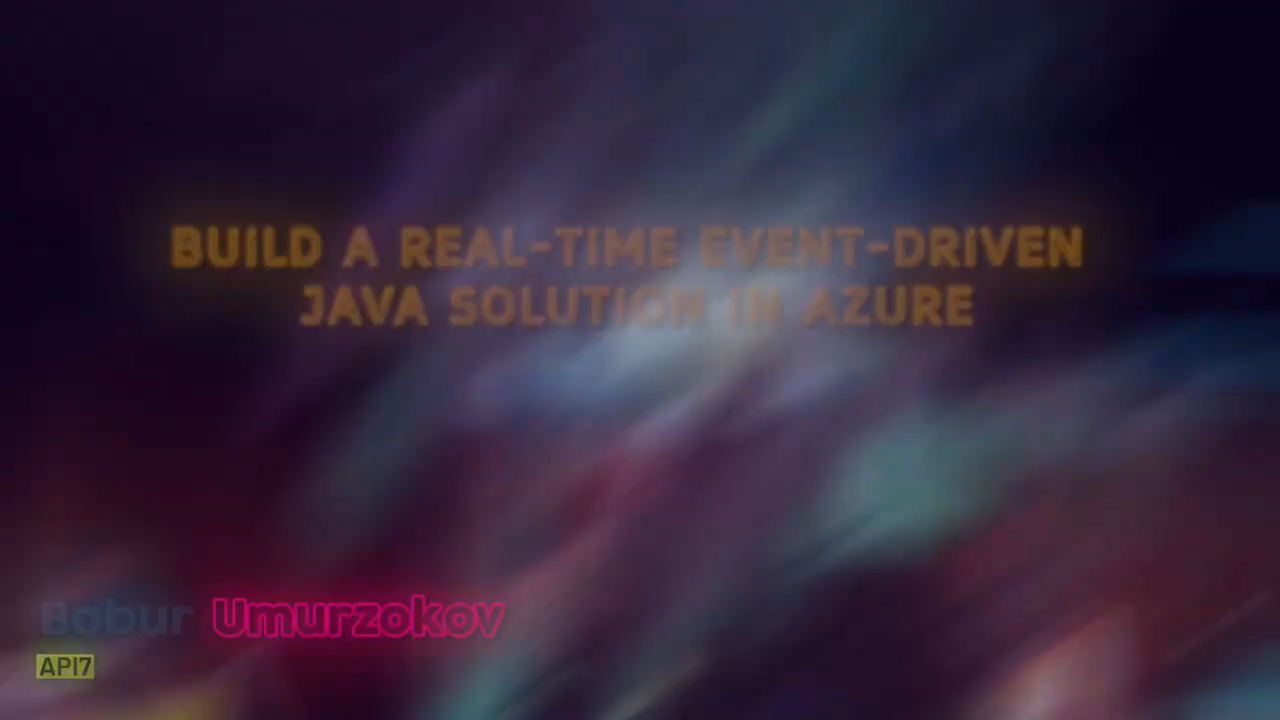 BUILD A REAL-TIME EVENT-DRIVEN
JAVA SOLUTION IN AZURE
Bobur Umurzokov
API7